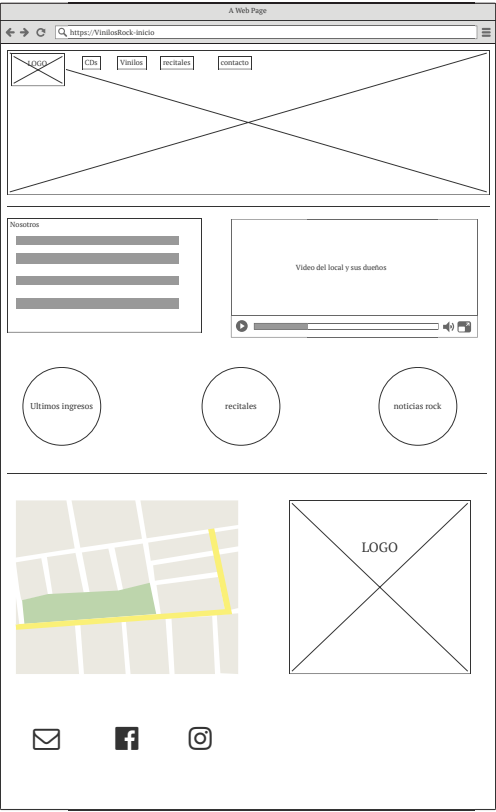 A Web Page
https://VinilosRock-inicio
LOGO
CDs
Vinilos
recitales
contacto
Nosotros
Video del local y sus dueños
Ultimos ingresos
recitales
noticias rock
LOGO